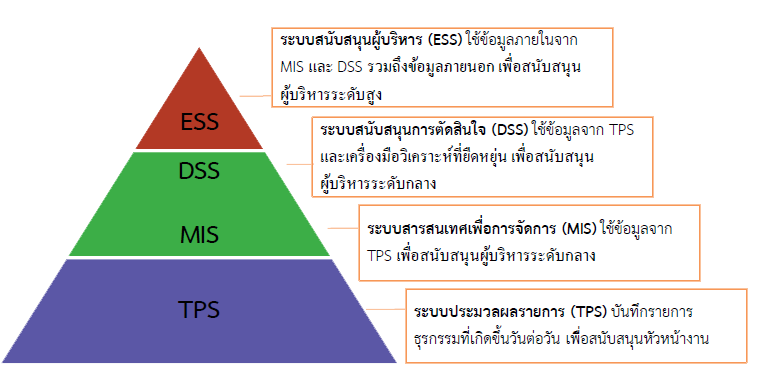 ระบบสนับสนุนผู้บริหาร (ESS) ใช้ข้อมูลภายในจาก
MIS และ DSS รวมถึงข้อมูลภายนอก เพื่อสนับสนุน
ผู้บริหารระดับสูง
ESS
ระบบสนับสนุนการตัดสินใจ (DSS) ใช้ข้อมูลจาก TPS
และเครื่องมือวิเคราะห์ที่ยืดหยุ่น เพื่อสนับสนุน
ผู้บริหารระดับกลาง
DSS
ระบบสารสนเทศเพื่อการจัดการ (MIS) ใช้ข้อมูลจาก
TPS เพื่อสนับสนุนผู้บริหารระดับกลาง
MIS
ระบบประมวลผลรายการ (TPS) บันทึกรายการ
ธุรกรรมที่เกิดขึ้นวันต่อวัน เพื่อสนับสนุนหัวหน้างาน
TPS